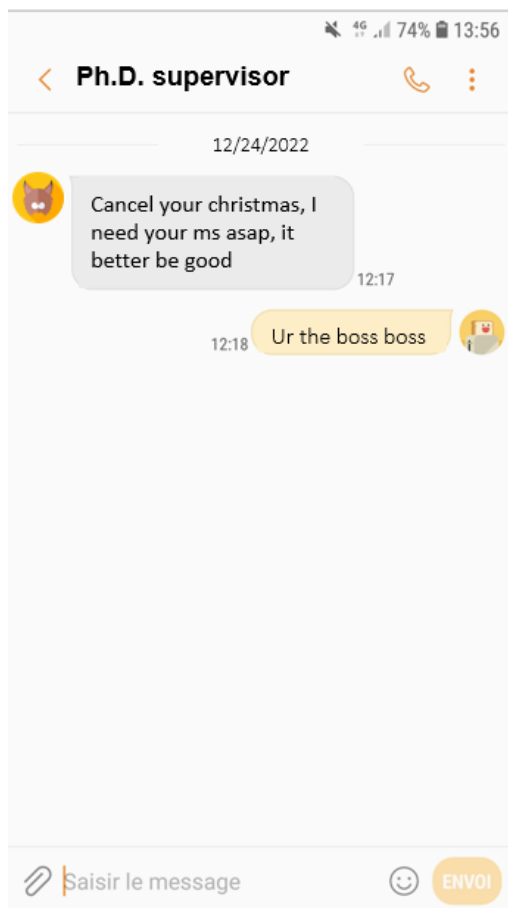 4G 74% 13:56
Ph.D. supervisor
12/24/2022
Cancel your christmas, I
need your ms asap, it
better be good
12:17
Ur the boss boss
12:18
Saisir le message
ENVOI